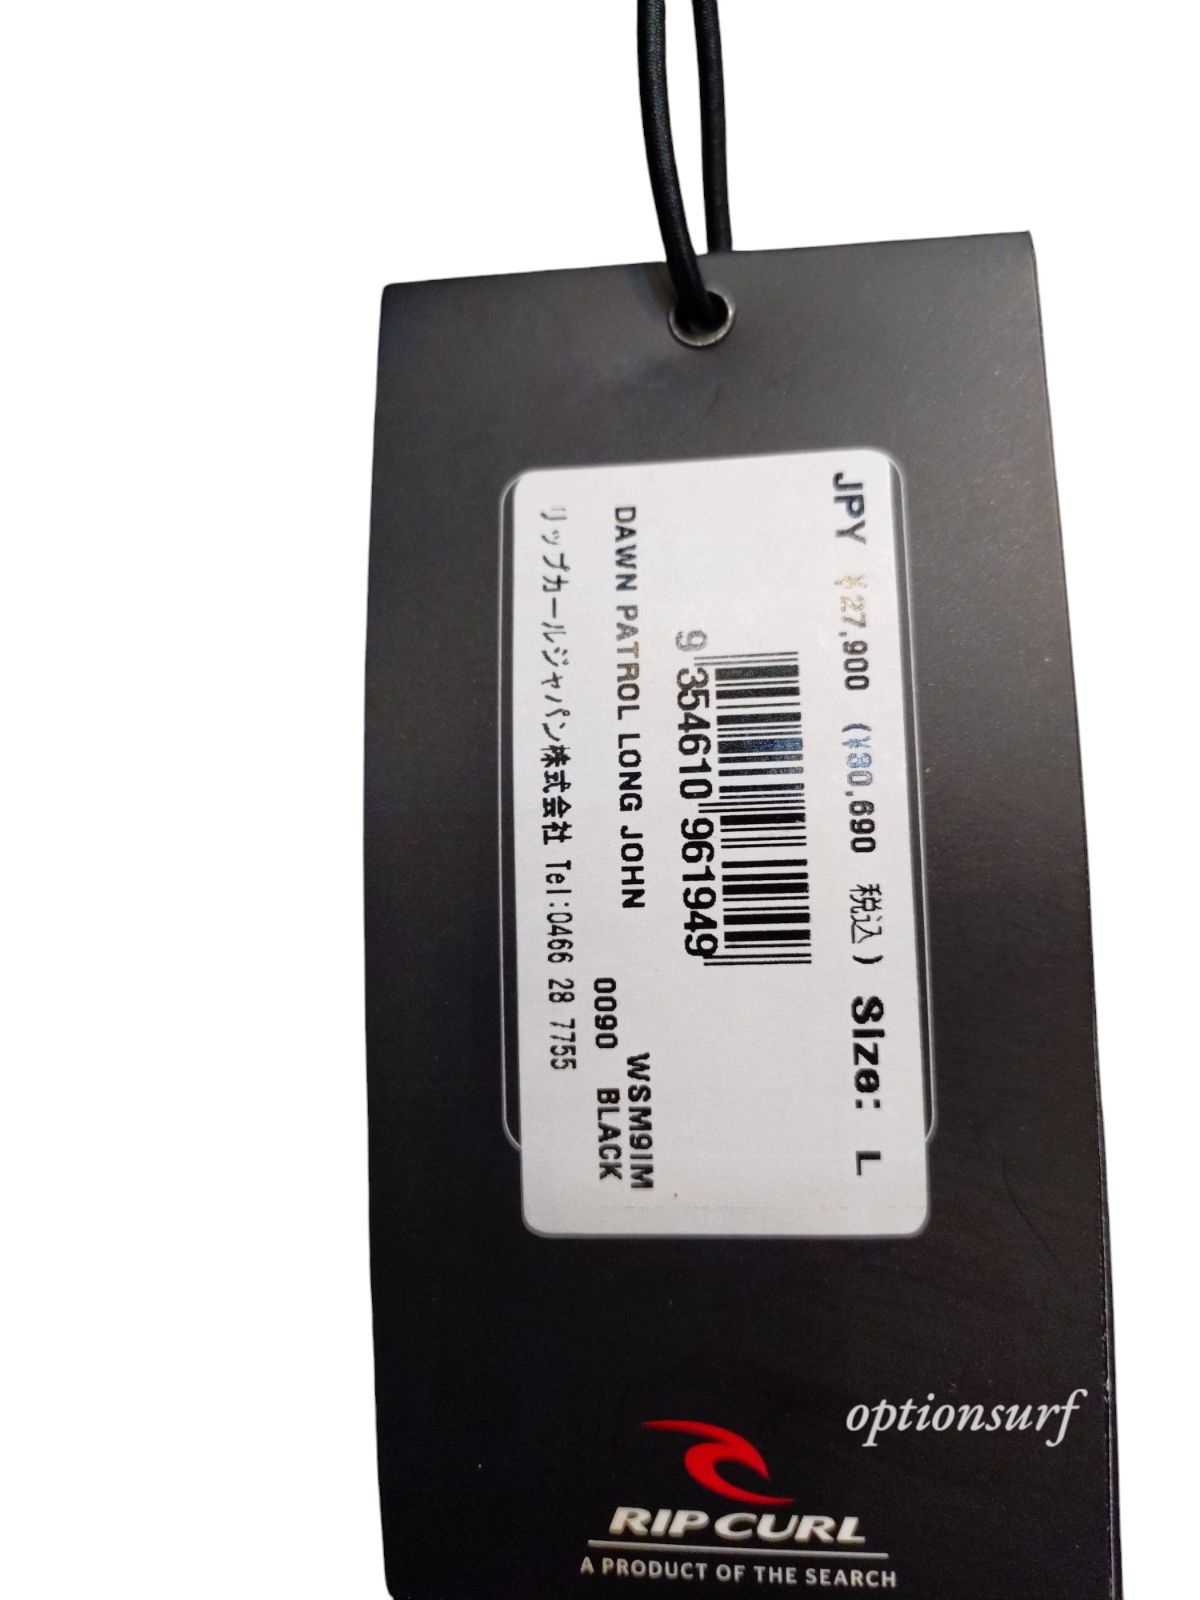 JPY ¥27,900 (¥30,690 税込) Size: L
9 354610 961949
DAWN PATROL LONG JOHN
WSM9IM
0090 BLACK
リップカールジャパン株式会社 Tel:0466 28 7755
optionsurf
RIP CURL
A PRODUCT OF THE SEARCH